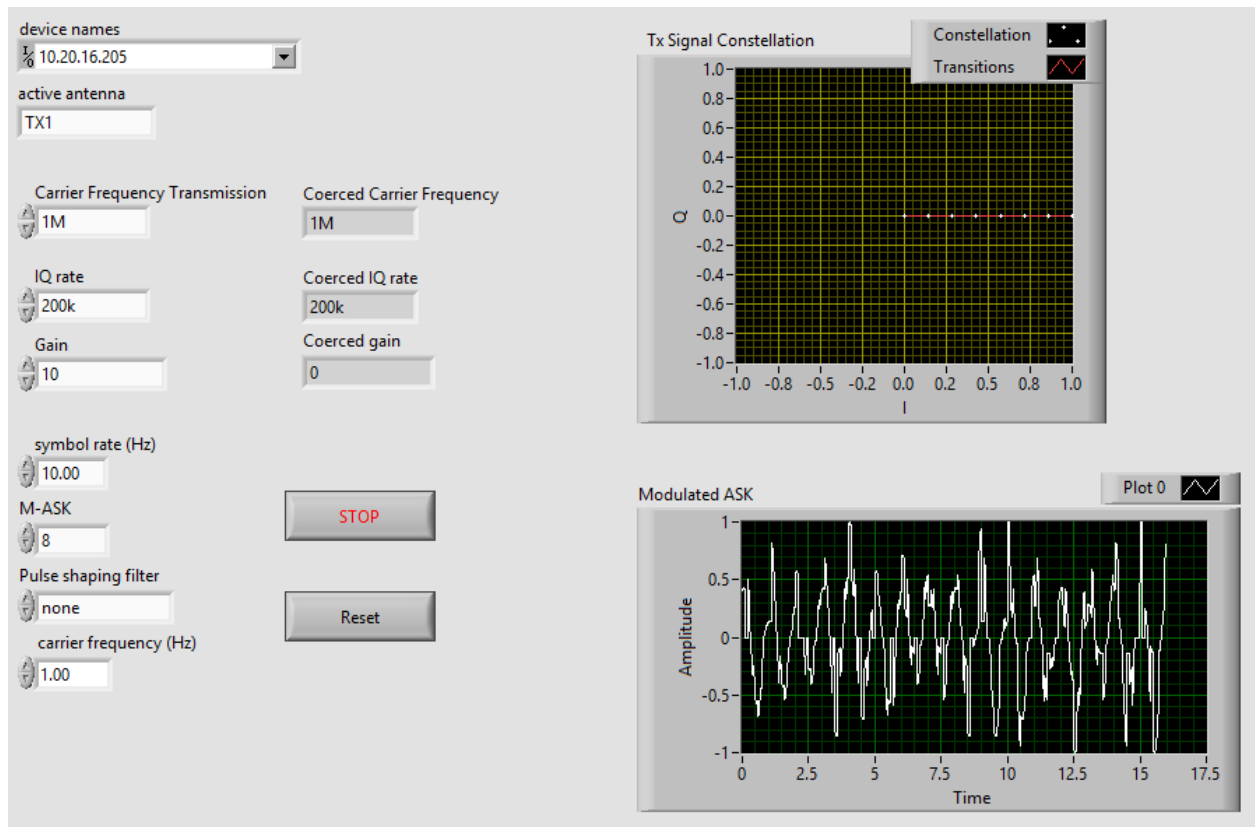 device names
I/0 10.20.16.205
active antenna
TX1
Carrier Frequency Transmission
1M
Coerced Carrier Frequency
1M
IQ rate
200k
Coerced IQ rate
200k
Gain
10
Coerced gain
0
symbol rate (Hz)
10.00
M-ASK
8
Pulse shaping filter
none
carrier frequency (Hz)
1.00
STOP
Reset
Tx Signal Constellation
Constellation
Transitions
1.0
0.8
0.6
0.4
0.2
0.0
-0.2
-0.4
-0.6
-0.8
-1.0
Q
-1.0 -0.8 -0.5 -0.2 0.0 0.2 0.5 0.8 1.0
I
Modulated ASK
Plot 0
1
0.5
0
-0.5
-1
Amplitude
0 2.5 5 7.5 10 12.5 15 17.5
Time